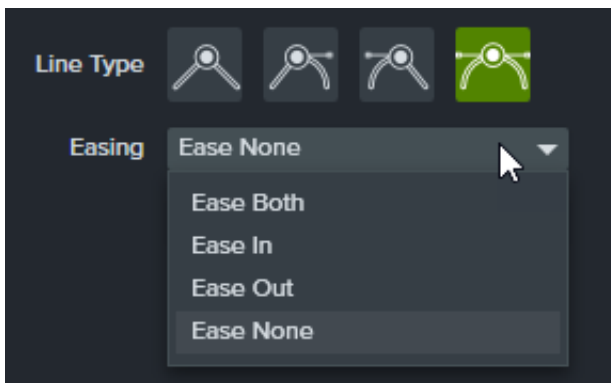 Line Type
Easing Ease None
Ease Both
Ease In
Ease Out
Ease None